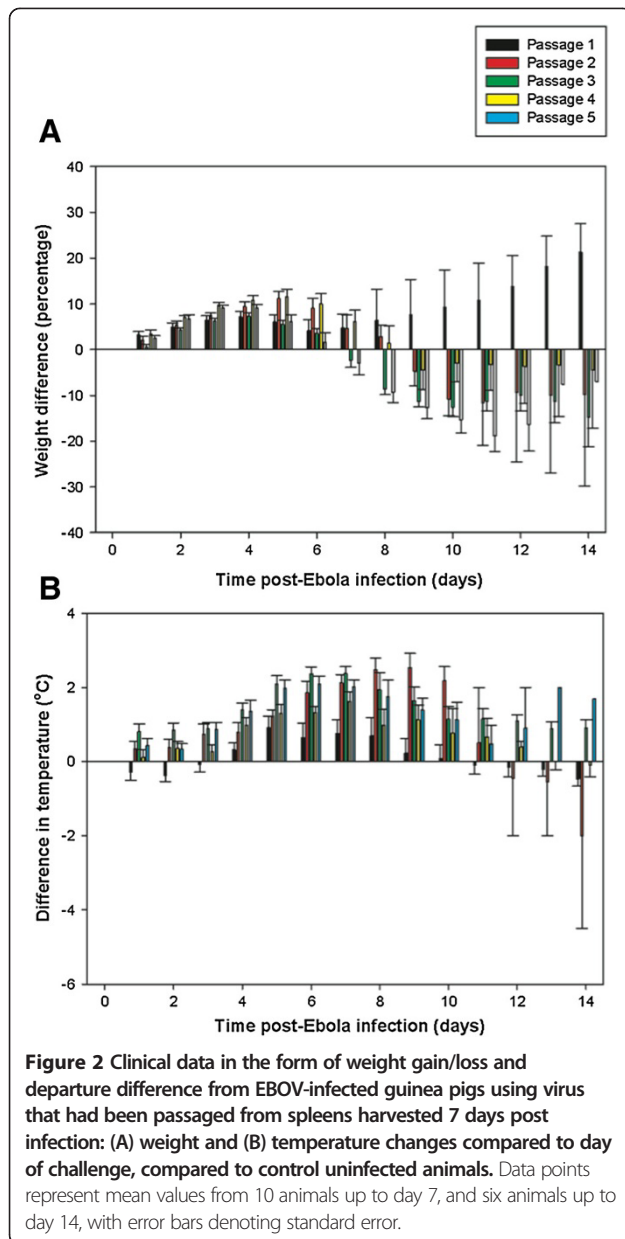 Passage 1
Passage 2
Passage 3
Passage 4
Passage 5
A
40
30
20
10
0
-10
-20
-30
-40
Weight difference (percentage)
0 2 4 6 8 10 12 14
Time post-Ebola infection (days)
B
4
2
0
-2
-4
-6
Difference in temperature (°C)
0 2 4 6 8 10 12 14
Time post-Ebola infection (days)
Figure 2 Clinical data in the form of weight gain/loss and
departure difference from EBOV-infected guinea pigs using virus
that had been passaged from spleens harvested 7 days post
infection: (A) weight and (B) temperature changes compared to day
of challenge, compared to control uninfected animals. Data points
represent mean values from 10 animals up to day 7, and six animals up to
day 14, with error bars denoting standard error.